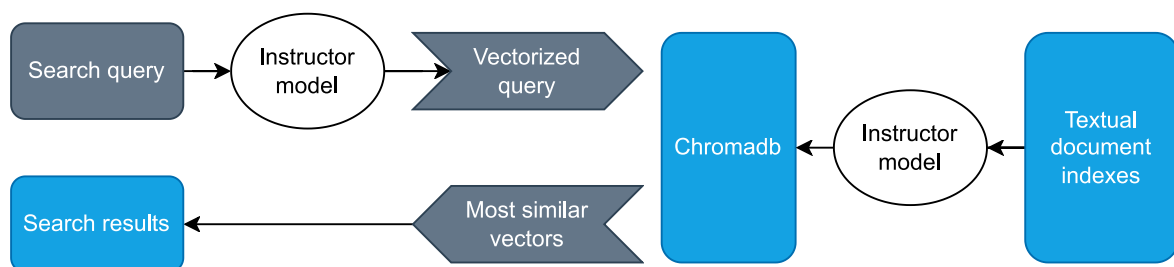 Search query
Instructor
model
Vectorized
query
Chromadb
Instructor
model
Textual
document
indexes
Search results
Most similar
vectors